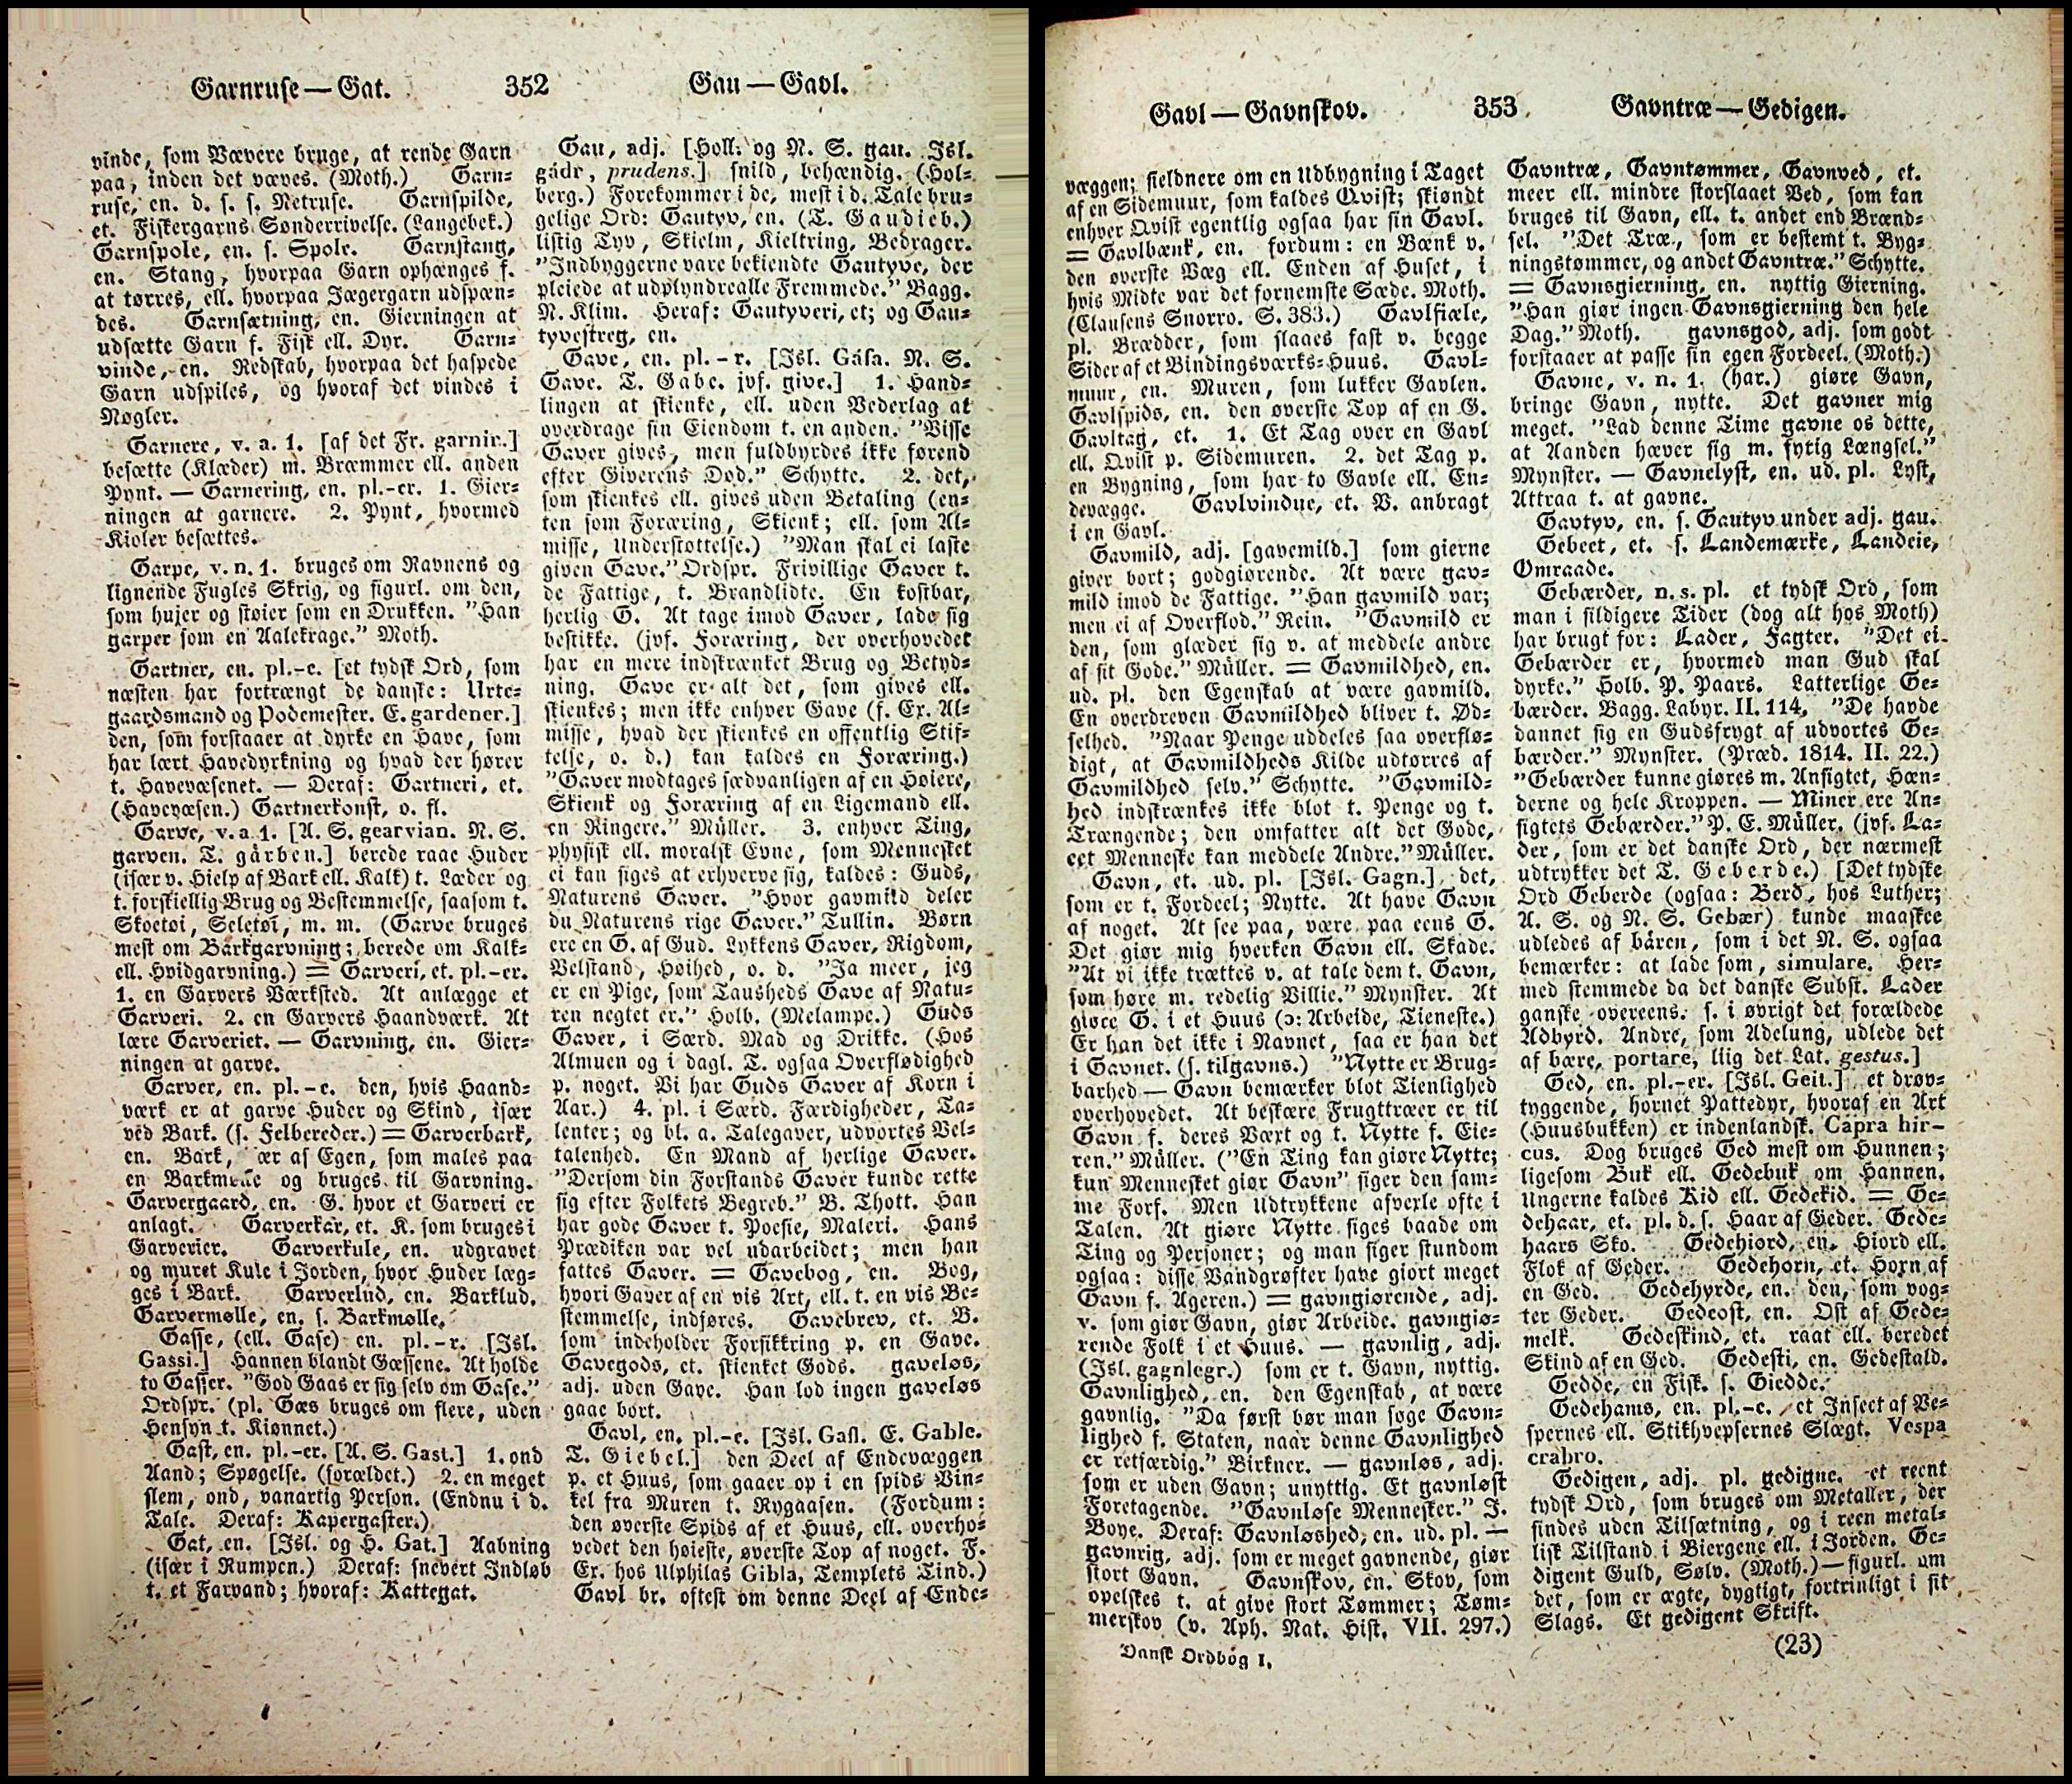 Garnruse — Gat. 352 Gau — Gavl.
vinde, som Vævere bruge, at rende Garn
paa, inden det væves. (Moth.) Garn=
ruse, en. d. s. s. Netruse. Garnspilde,
et. Fiskergarns Sønderrivelse. (Langebek.)
Garnspole, en. s. Spole. Garnstang,
en. Stang, hvorpaa Garn ophænges f.
at tørres, ell. hvorpaa Jægergarn udspæn=
des. Garnsætning, en. Gierningen at
udsætte Garn f. Fisk ell. Dyr. Garn=
vinde, en. Redskab, hvorpaa det haspede
Garn udspiles, og hvoraf det vindes i
Nøgler.
Garnere, v. a. 1. [af det Fr. garnir.]
besætte (Klæder) m. Bræmmer ell. anden
Pynt. — Garnering, en. pl.-er. 1. Gier=
ningen at garnere. 2. Pynt, hvormed
Kioler besættes.
Garpe, v. n. 1. bruges om Ravnens og
lignende Fugles Skrig, og figurl. om den,
som hujer og støier som en Drukken. "Han
garper som en Aalekrage." Moth.
Gartner, en. pl.-e. [et tydsk Ord, som
næsten har fortrængt de danske: Urte=
gaardsmand og Podemester. E. gardener.]
den, som forstaaer at dyrke en Have, som
har lært Havedyrkning og hvad der hører
t. Havevæsenet. — Deraf: Gartneri, et.
(Havevæsen.) Gartnerkonst, o. fl.
Garve, v. a. 1. [A. S. gearvian. N. S.
garven. T. gärben.] berede raae Huder
(især v. Hielp af Bark ell. Kalk) t. Læder og
t. forskiellig Brug og Bestemmelse, saasom t.
Skoetøi, Seletøi, m. m. (Garve bruges
mest om Barkgarvning; berede om Kalk=
ell. Hvidgarvning.) = Garveri, et. pl.-er.
1. en Garvers Værksted. At anlægge et
Garveri. 2. en Garvers Haandværk. At
lære Garveriet. — Garvning, en. Gier=
ningen at garve.
Garver, en. pl.-e. den, hvis Haand=
værk er at garve Huder og Skind, især
ved Bark. (s. Felbereder.) = Garverbark,
en. Bark, ær af Egen, som males paa
en og bruges til Garvning.
Garvergaard, en. G. hvor et Garveri er
anlagt. Garverkar, et. K. som bruges i
Garverier. Garverkule, en. udgravet
og muret Kule i Jorden, hvor Huder læg=
ges i Bark. Garverlud, en. Barklud.
Garvermølle, en. s. Barkmølle.
Gasse, (ell. Gase) en. pl.-r. [Isl.
Gassi.] Hannen blandt Gæssene. At holde
to Gasser. "God Gaas er sig selv om Gase."
Ordspr. (pl. Gæs bruges om flere, uden
Hensyn t. Kiønnet.)
Gast, en. pl.-er. [A. S. Gast.] 1. ond
Aand; Spøgelse. (forældet.) 2. en meget
slem, ond, vanartig Person. (Endnu i d.
Tale. Deraf: Kapergaster.)
Gat, en. [Isl. og H. Gat.] Aabning
(især i Rumpen.) Deraf: snevert Indløb
t. et Farvand; hvoraf: Kattegat.
Gau, adj. [Holl. og N. S. gau. Isl.
gádr, prudens.] snild, behændig. (Hol=
berg.) Forekommer i de, mest i d. Tale bru=
gelige Ord: Gautyv, en. (T. Gaudieb.)
listig Tyv, Skielm, Kieltring, Bedrager.
"Indbyggerne vare bekiendte Gautyve, der
pleiede at udplyndre alle Fremmede." Bagg.
N. Klim. Heraf: Gautyveri, et; og Gau=
tyvestreg, en.
Gave, en. pl.-r. [Isl. Gáfa. N. S.
Gave. T. Gabe. jvf. give.] 1. Hand=
lingen at skienke, ell. uden Vederlag at
overdrage sin Eiendom t. en anden. "Visse
Gaver gives, men fuldbyrdes ikke førend
efter Giverens Død." Schytte. 2. det,
som skienkes ell. gives uden Betaling (en=
ten som Foræring, Skienk; ell. som Al=
misse, Understøttelse.) "Man skal ei laste
given Gave." Ordspr. Frivillige Gaver t.
de Fattige, t. Brandlidte. En kostbar,
herlig G. At tage imod Gaver, lade sig
bestikke. (jvf. Foræring, der overhovedet
har en mere indskrænket Brug og Betyd=
ning. Gave er alt det, som gives ell.
skienkes; men ikke enhver Gave (f. Ex. Al=
misse, hvad der skienkes en offentlig Stif=
telse, o. d.) kan kaldes en Foræring.)
"Gaver modtages sædvanligen af en Høiere,
Skienk og Foræring af en Ligemand ell.
en Ringere." Müller. 3. enhver Ting,
physisk ell. moralsk Evne, som Mennesket
ei kan siges at erhverve sig, kaldes: Guds,
Naturens Gaver. "Hvor gavmild deler
du Naturens rige Gaver." Tullin. Børn
ere en G. af Gud. Lykkens Gaver, Rigdom,
Velstand, Høihed, o. d. "Ja meer, jeg
er en Pige, som Tausheds Gave af Natu=
ren negtet er." Holb. (Melampe.) Guds
Gaver, i Særd. Mad og Drikke. (Hos
Almuen og i dagl. T. ogsaa Overflødighed
p. noget. Vi har Guds Gaver af Korn i
Aar.) 4. pl. i Særd. Færdigheder, Ta=
lenter; og bl. a. Talegaver, udvortes Vel=
talenhed. En Mand af herlige Gaver.
"Dersom din Forstands Gaver kunde rette
sig efter Folkets Begreb." B. Thott. Han
har gode Gaver t. Poesie, Maleri. Hans
Prædiken var vel udarbeidet; men han
fattes Gaver. = Gavebog, en. Bog,
hvori Gaver af en vis Art, ell. t. en vis Be=
stemmelse, indføres. Gavebrev, et. B.
som indeholder Forsikkring p. en Gave.
Gavegods, et. skienket Gods. gaveløs,
adj. uden Gave. Han lod ingen gaveløs
gaae bort.
Gavl, en. pl.-e. [Isl. Gafl. E. Gable.
T. Giebel.] den Deel af Endevæggen
p. et Huus, som gaaer op i en spids Vin=
kel fra Muren t. Rygaasen. (Fordum:
den øverste Spids af et Huus, ell. overho=
vedet den høieste, øverste Top af noget. F.
Ex. hos Ulphilas Gibla, Templets Tind.)
Gavl br. oftest om denne Deel af Ende=
Gavl — Gavnskov. 353 Gavntræ — Gedigen.
væggen; sieldnere om en Udbygning i Taget
af en Sidemuur, som kaldes Qvist; skiøndt
enhver Qvist egentlig ogsaa har sin Gavl.
= Gavlbænk, en. fordum: en Bænk v.
den øverste Væg ell. Enden af Huset, i
hvis Midte var det fornemste Sæde. Moth.
(Clausens Snorro. S. 383.) Gavlfiæle,
pl. Brædder, som slaaes fast v. begge
Sider af et Bindingsværks=Huus. Gavl=
muur, en. Muren, som lukker Gavlen.
Gavlspids, en. den øverste Top af en G.
Gavltag, et. 1. Et Tag over en Gavl
ell. Qvist p. Sidemuren. 2. det Tag p.
en Bygning, som har to Gavle ell. En=
devægge. Gavlvindue, et. V. anbragt
i en Gavl.
Gavmild, adj. [gavemild.] som gierne
giver bort; godgiørende. At være gav=
mild imod de Fattige. "Han gavmild var;
men ei af Overflod." Rein. "Gavmild er
den, som glæder sig v. at meddele andre
af sit Gode." Müller. = Gavmildhed, en.
ud. pl. den Egenskab at være gavmild.
En overdreven Gavmildhed bliver t. Ød=
selhed. "Naar Penge uddeles saa overflø=
digt, at Gavmildheds Kilde udtørres af
Gavmildhed selv." Schytte. "Gavmild=
hed indskrænkes ikke blot t. Penge og t.
Trængende; den omfatter alt det Gode,
eet Menneske kan meddele Andre." Müller.
Gavn, et. ud. pl. [Isl. Gagn.] det,
som er t. Fordeel; Nytte. At have Gavn
af noget. At see paa, være paa eens G.
Det giør mig hverken Gavn ell. Skade.
"At vi ikke trættes v. at tale dem t. Gavn,
som høre m. redelig Villie." Mynster. At
giøre G. i et Huus (ɔ: Arbeide, Tieneste.)
Er han det ikke i Navnet, saa er han det
i Gavnet. (s. tilgavns.) "Nytte er Brug=
barhed — Gavn bemærker blot Tienlighed
overhovedet. At beskære Frugttræer er til
Gavn f. deres Væxt og t. Nytte f. Eie=
ren." Müller. ("En Ting kan giøre Nytte;
kun Mennesket giør Gavn" siger den sam=
me Forf. Men Udtrykkene afvexle ofte i
Talen. At giøre Nytte siges baade om
Ting og Personer; og man siger stundom
ogsaa: disse Vandgrøfter have giort meget
Gavn f. Ageren.) = gavngiørende, adj.
v. som giør Gavn, giør Arbeide. gavngiø=
rende Folk i et Huus. — gavnlig, adj.
(Isl. gagnlegr.) som er t. Gavn, nyttig.
Gavnlighed, en. den Egenskab, at være
gavnlig. "Da først bør man søge Gavn=
lighed f. Staten, naar denne Gavnlighed
er retfærdig." Birkner. — gavnløs, adj.
som er uden Gavn; unyttig. Et gavnløst
Foretagende. "Gavnløse Mennesker." J.
Boye. Deraf: Gavnløshed, en. ud. pl. —
gavnrig, adj. som er meget gavnende, giør
stort Gavn. Gavnskov, en. Skov, som
opelskes t. at give stort Tømmer; Tøm=
merskov (v. Aph. Nat. Hist. VII. 297.)
Dansk Ordbog I.
Gavntræ, Gavntømmer, Gavnved, et.
meer ell. mindre storslaaet Ved, som kan
bruges til Gavn, ell. t. andet end Brænd=
sel. "Det Træ, som er bestemt t. Byg=
ningstømmer, og andet Gavntræ." Schytte.
= Gavnsgierning, en. nyttig Gierning.
"Han giør ingen Gavnsgierning den hele
Dag." Moth. gavnsgod, adj. som godt
forstaaer at passe sin egen Fordeel. (Moth.)
Gavne, v. n. 1. (har.) giøre Gavn,
bringe Gavn, nytte. Det gavner mig
meget. "Lad denne Time gavne os dette,
at Aanden hæver sig m. fyrig Længsel."
Mynster. — Gavnelyst, en. ud. pl. Lyst,
Attraa t. at gavne.
Gavtyv, en. s. Gautyv under adj. gau.
Gebeet, et. s. Landemærke, Landeie,
Omraade.
Gebærder, n. s. pl. et tydsk Ord, som
man i sildigere Tider (dog alt hos Moth)
har brugt for: Lader, Fagter. "Det ei
Gebærder er, hvormed man Gud skal
dyrke." Holb. P. Paars. Latterlige Ge=
bærder. Bagg. Labyr. II. 114. "De havde
dannet sig en Gudsfrygt af udvortes Ge=
bærder." Mynster. (Præd. 1814. II. 22.)
"Gebærder kunne giøres m. Ansigtet, Hæn=
derne og hele Kroppen. — Miner ere An=
sigtets Gebærder." P. E. Müller. (jvf. La=
der, som er det danske Ord, der nærmest
udtrykker det T. Geberde.) [Det tydske
Ord Geberde (ogsaa: Berd, hos Luther;
A. S. og N. S. Gebær) kunde maaskee
udledes af bären, som i det N. S. ogsaa
bemærker: at lade som, simulare. Her=
med stemmede da det danske Subst. Lader
ganske overeens. s. i øvrigt det forældede
Adbyrd. Andre, som Adelung, udlede det
af bære, portare, liig det Lat. gestus.]
Ged, en. pl.-er. [Isl. Geit.] et drøv=
tyggende, hornet Pattedyr, hvoraf en Art
(Huusbukken) er indenlandsk. Capra hir-
cus. Dog bruges Ged mest om Hunnen;
ligesom Buk ell. Gedebuk om Hannen.
Ungerne kaldes Kid ell. Gedekid. = Ge=
dehaar, et. pl. d. s. Haar af Geder. Gede=
haars Sko. Gedehiord, en. Hiord ell.
Flok af Geder. Gedehorn, et. Horn af
en Ged. Gedehyrde, en. den, som vog=
ter Geder. Gedeost, en. Ost af Gede=
melk. Gedeskind, et. raat ell. beredet
Skind af en Ged. Gedesti, en. Gedestald.
Gedde, en Fisk. s. Giedde.
Gedehams, en. pl.-e. et Insect af Ve=
spernes ell. Stikhvepsernes Slægt. Vespa
crabro.
Gedigen, adj. pl. gedigne. et reent
tydsk Ord, som bruges om Metaller, der
findes uden Tilsætning, og i reen metal=
lisk Tilstand i Biergene ell. i Jorden. Ge=
digent Guld, Sølv. (Moth.) — figurl. om
det, som er ægte, dygtigt, fortrinligt i sit
Slags. Et gedigent Skrift.
(23)